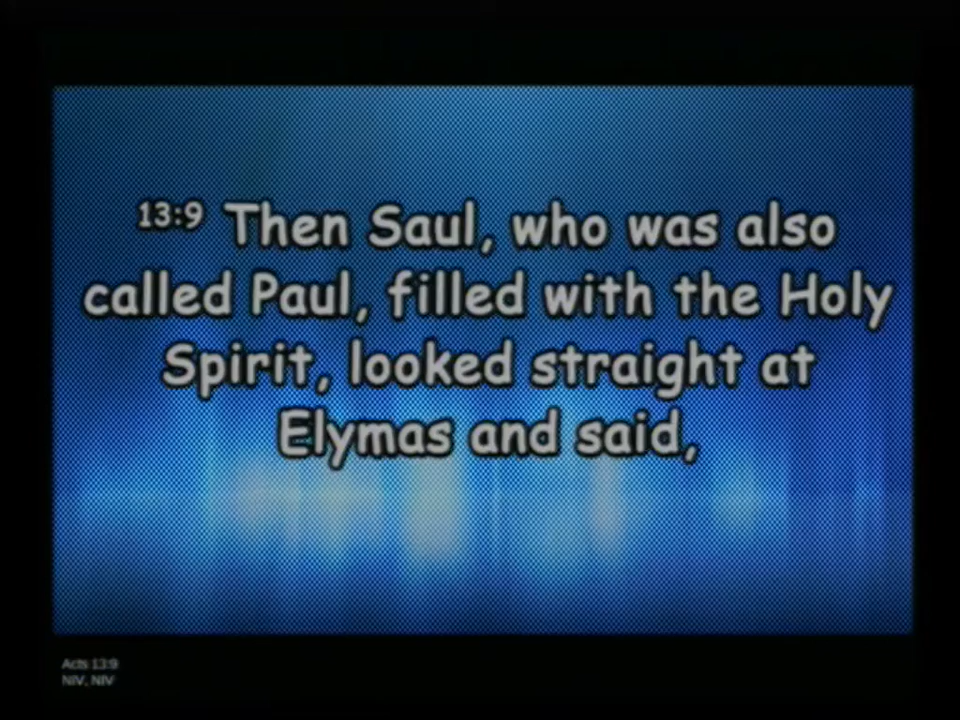 13:9 Then Saul, who was also
called Paul, filled with the Holy
Spirit, looked straight at
Elymas and said,
Acts 13:9
NIV, NIV